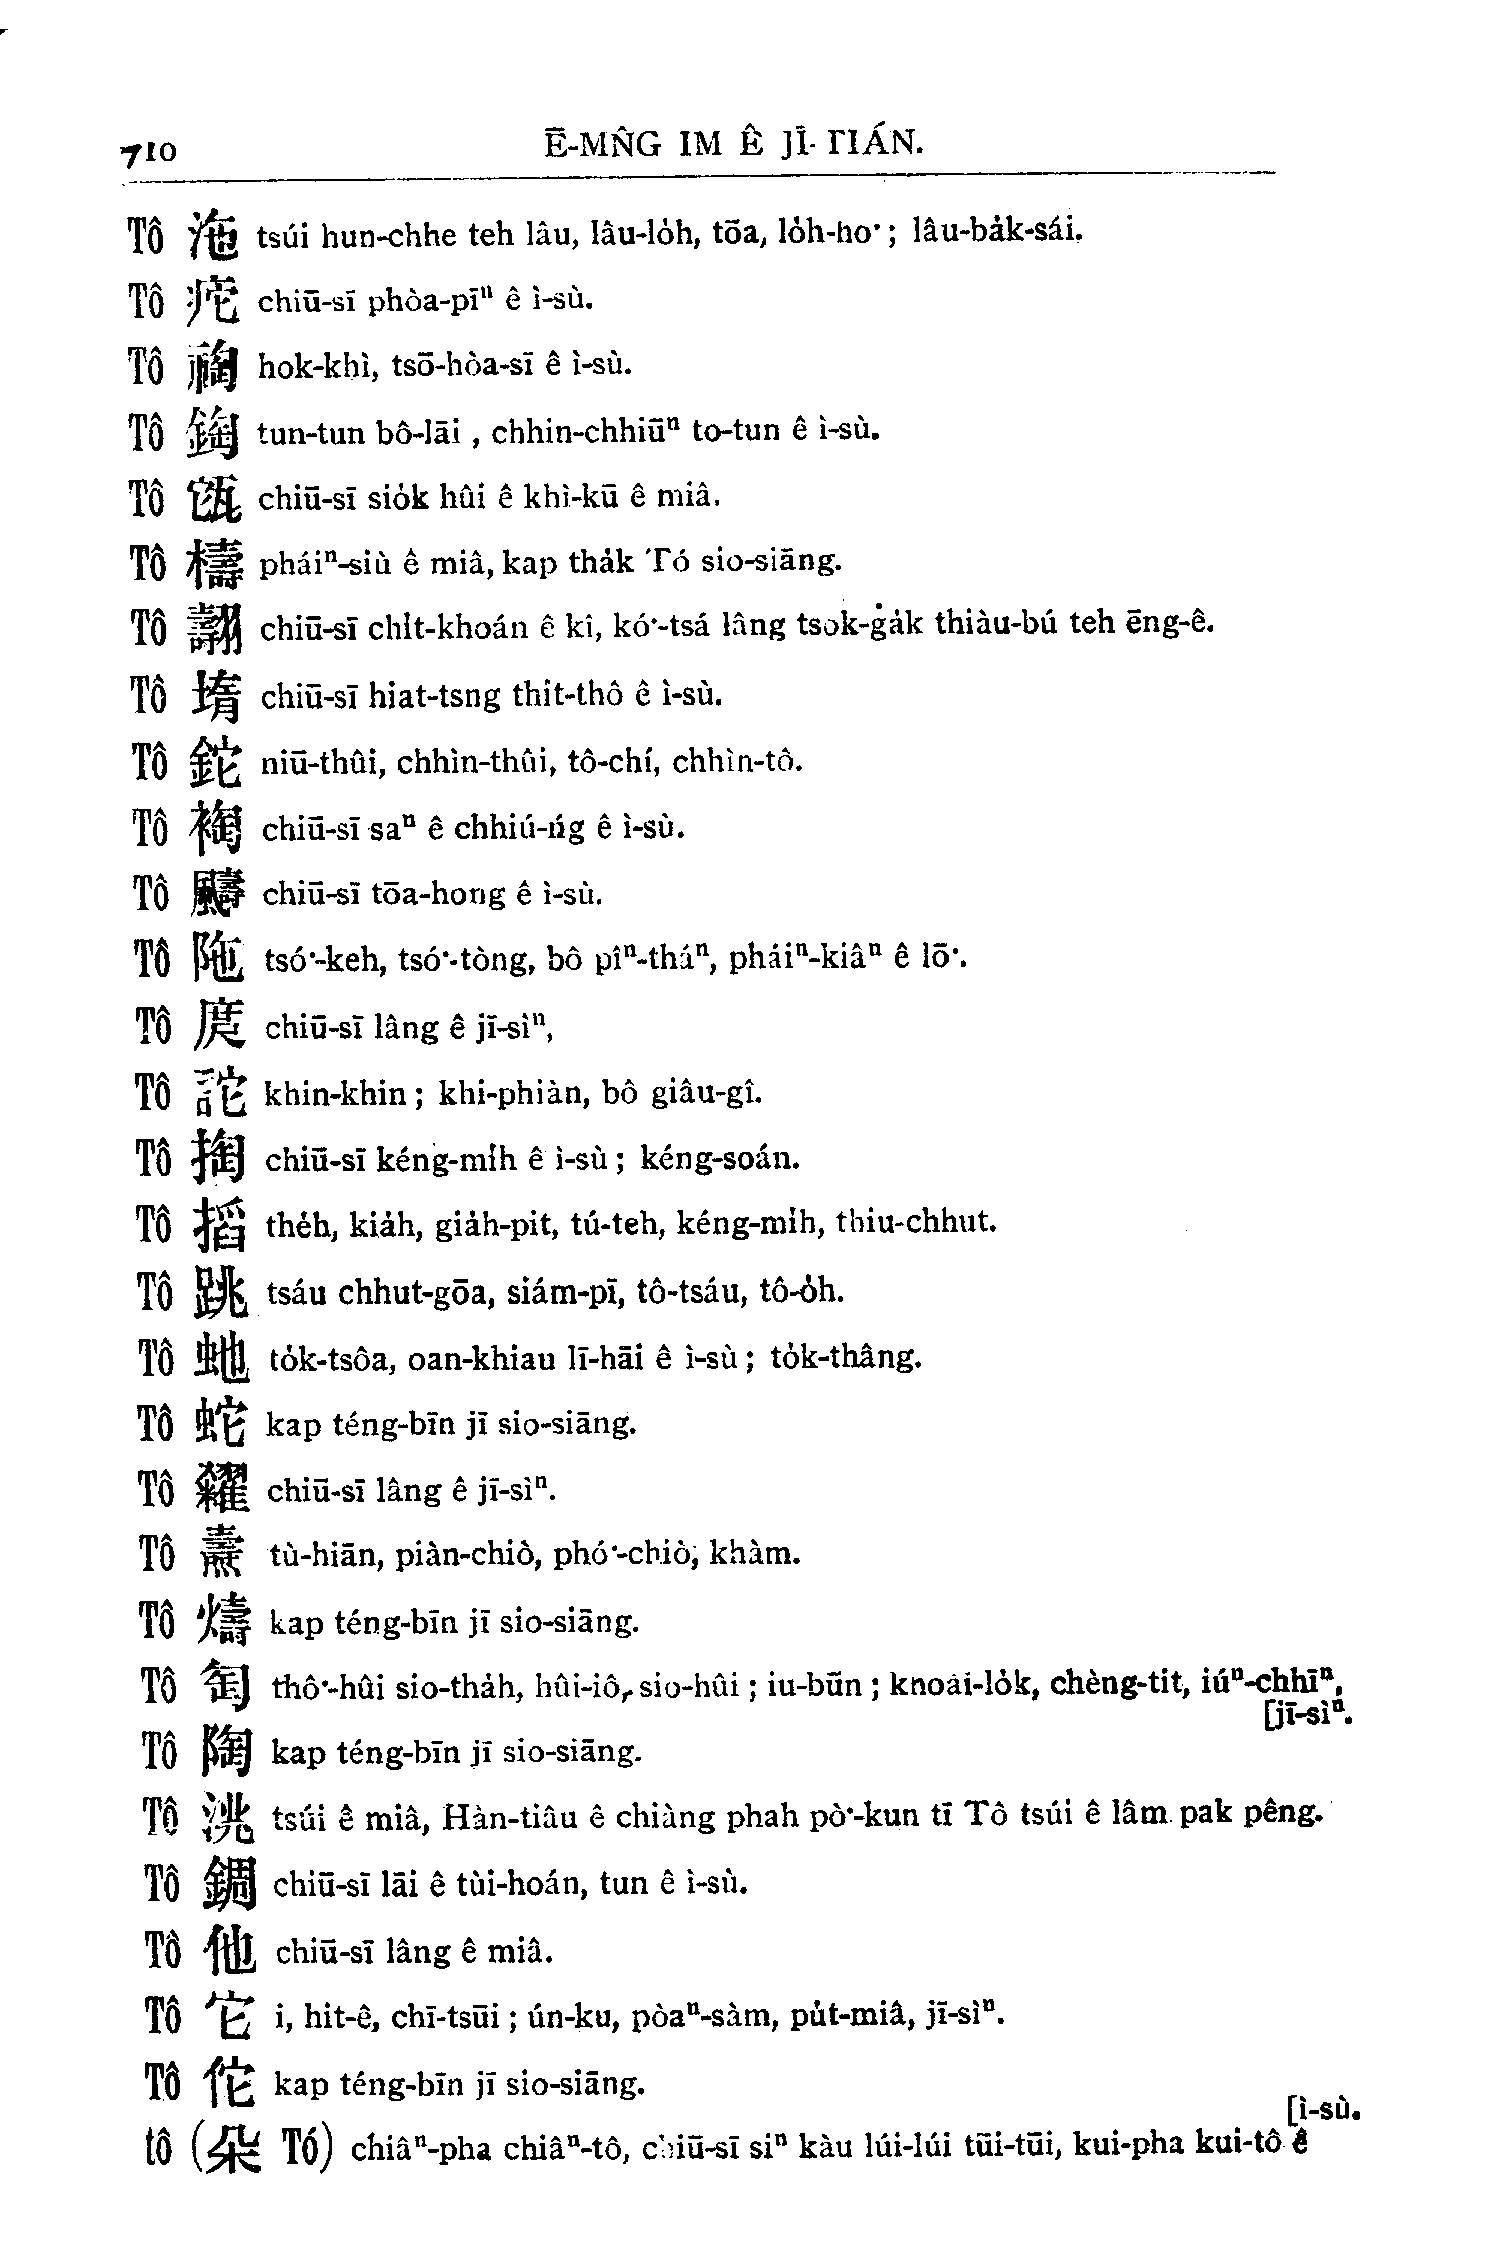 710 Ē-MN̂G IM Ê JĪ-TIÁN.
Tô 沲 tsúi hun-chhe teh lâu, lâu-lo̍h, tōa, lo̍h-ho͘; lâu-ba̍k-sái.
Tô 疤 chiū-sī phòa-pīⁿ ê ì-sù.
Tô 裪 hok-khì, tsō-hòa-sī ê ì-sù.
Tô 鋾 tun-tun bô-lāi, chhin-chhiūⁿ to-tun ê ì-sù.
Tô chiū-sī sio̍k hûi ê khì-kū ê miâ.
Tô 檮 pháiⁿ-siù ê miâ, kap tha̍k Tó sio-siāng.
Tô 翿 chiū-sī chi̍t-khoán ê kî, kó͘-tsá lâng tsok-ga̍k thiàu-bú teh ēng-ê.
Tô 堶 chiū-sī hiat-tsng thit-thô ê ì-sù.
Tô 鉈 niū-thûi, chhìn-thûi, tô-chí, chhìn-tô.
Tô 裪 chiū-sī saⁿ ê chhiú-ńg ê ì-sù.
Tô 飍 chiū-sī tōa-hong ê ì-sù.
Tô 陁 tsó͘-keh, tsó͘-tòng, bô pîⁿ-tháⁿ, pháiⁿ-kiâⁿ ê lō͘.
Tô chiū-sī lâng ê jī-sìⁿ,
Tô 詑 khin-khin; khi-phiàn, bô giâu-gî.
Tô 掏 chiū-sī kéng-mi̍h ê ì-sù; kéng-soán.
Tô 搯 the̍h, kia̍h, gia̍h-pit, tú-teh, kéng-mi̍h, thiu-chhut.
Tô 跳 tsáu chhut-gōa, siám-pī, tô-tsáu, tô-o̍h.
Tô 虵 to̍k-tsôa, oan-khiau lī-hāi ê ì-sù; to̍k-thâng.
Tô 蛇 kap téng-bīn jī sio-siāng.
Tô 糴 chiū-sī lâng ê jī-sìⁿ.
Tô 燾 tù-hiān, piàn-chiò, phó͘-chiò, khàm.
Tô 燽 kap téng-bīn jī sio-siāng.
Tô 匋 thô͘-hûi sio-tha̍h, hûi-iô, sio-hûi; iu-būn; khoài-lo̍k, chèng-tit, iúⁿ-chhīⁿ,
[jī-sìⁿ.
Tô 陶 kap téng-bīn jī sio-siāng.
Tô 洮 tsúi ê miâ, Hàn-tiâu ê chiàng phah pò͘-kun tī Tô tsúi ê lâm pak pêng.
Tô 錭 chiū-sī lāi ê tùi-hoán, tun ê ì-sù.
Tô 他 chiū-sī lâng ê miâ.
Tô 它 i, hit-ê, chī-tsūi; ún-ku, pòaⁿ-sàm, pu̍t-miâ, jī-sìⁿ.
Tô 佗 kap téng-bīn jī sio-siāng.
[ì-sù.
tô (朵 Tó) chiâⁿ-pha chiâⁿ-tô, chiū-sī siⁿ kàu lúi-lúi tūi-tūi, kui-pha kui-tô ê